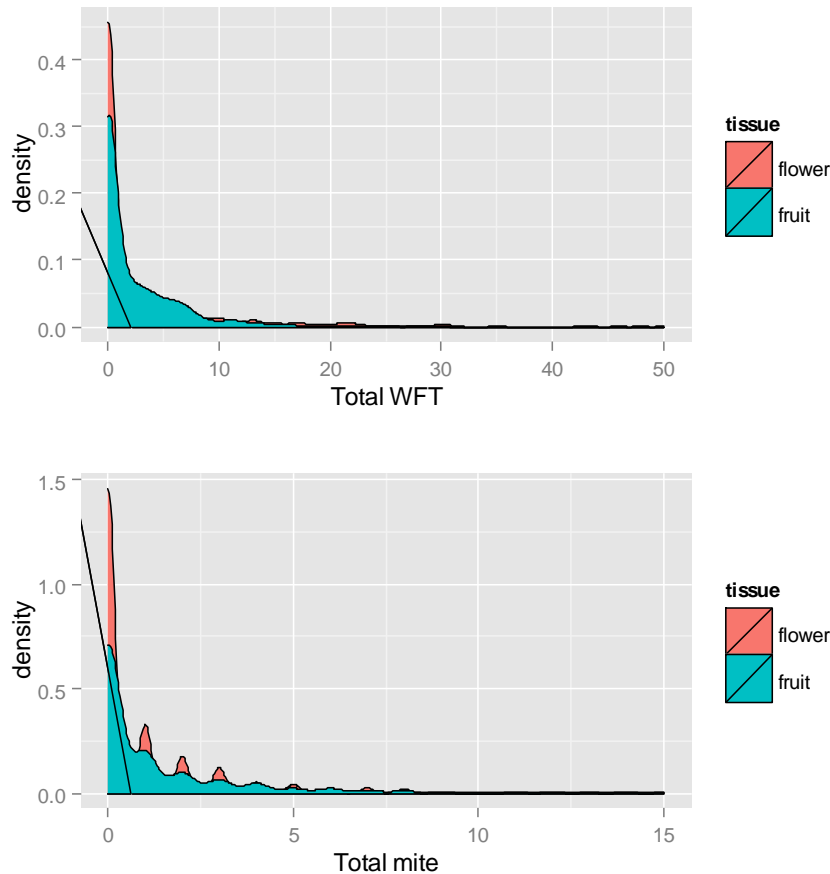 density
0.4
0.3
0.2
0.1
0.0
0 10 20 30 40 50
Total WFT
tissue
flower
fruit
density
1.5
1.0
0.5
0.0
0 5 10 15
Total mite
tissue
flower
fruit